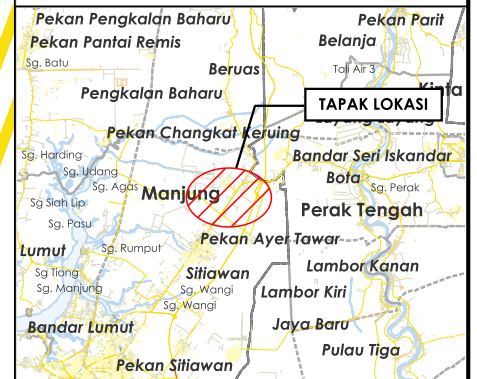 Pekan Pengkalan Baharu
Pekan Parit
Pekan Pantai Remis
Belanja
Sg. Batu
Beruas
Tali Air 3
Pengkalan Baharu
Kinta
TAPAK LOKASI
Pekan Changkat Keruing
Sg. Harding
Bandar Seri Iskandar
Sg. Udang
Bota
Sg. Agas
Manjung
Sg. Perak
Sg Siah Lip
Perak Tengah
Sg. Pasu
Pekan Ayer Tawar
Lumut
Sg. Rumput
Sg Tiong
Sitiawan
Lambor Kanan
Sg. Manjung
Sg. Wangi
Lambor Kiri
Sg. Wangi
Bandar Lumut
Jaya Baru
Pulau Tiga
Pekan Sitiawan